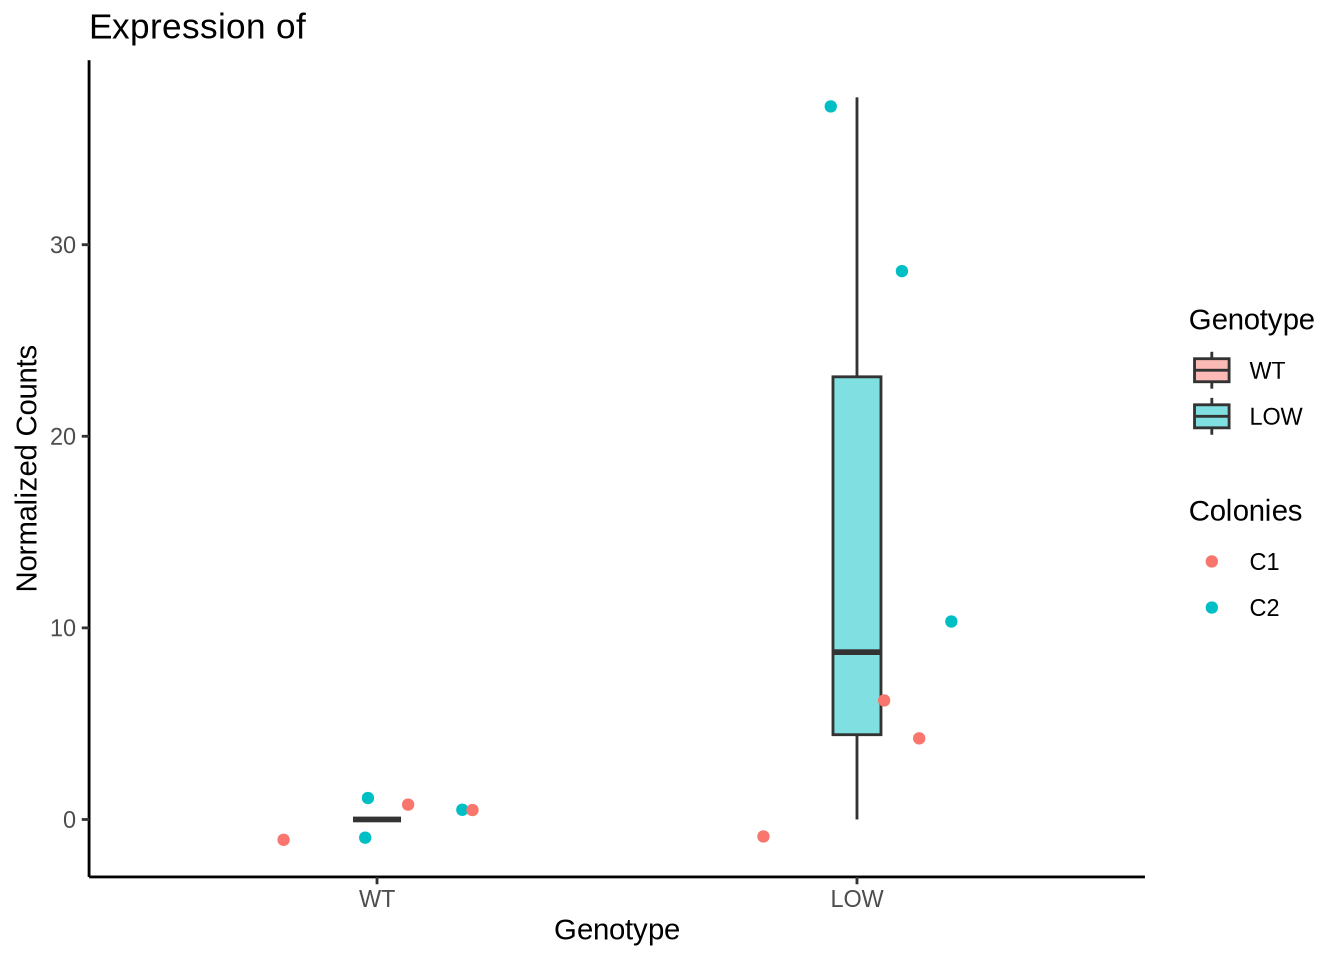 Expression of
Normalized Counts
30
20
10
0
WT
LOW
Genotype
Genotype
WT
LOW
Colonies
C1
C2